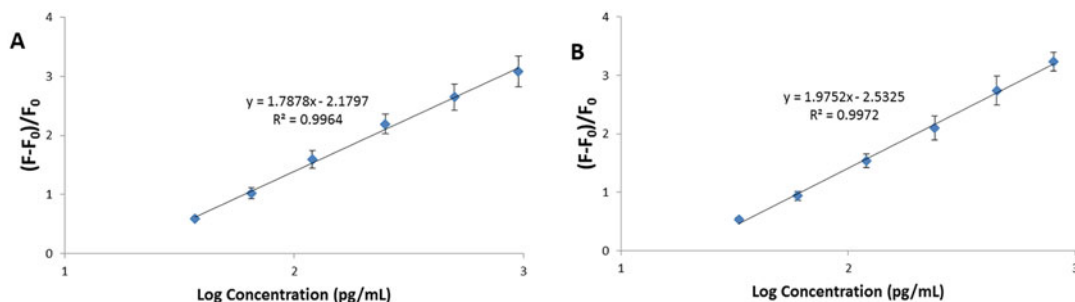 A
(F-F₀)/F₀
4
3
2
1
0
y = 1.7878x - 2.1797
R² = 0.9964
1
2
3
Log Concentration (pg/mL)
B
(F-F₀)/F₀
4
3
2
1
0
y = 1.9752x - 2.5325
R² = 0.9972
1
2
3
Log Concentration (pg/mL)